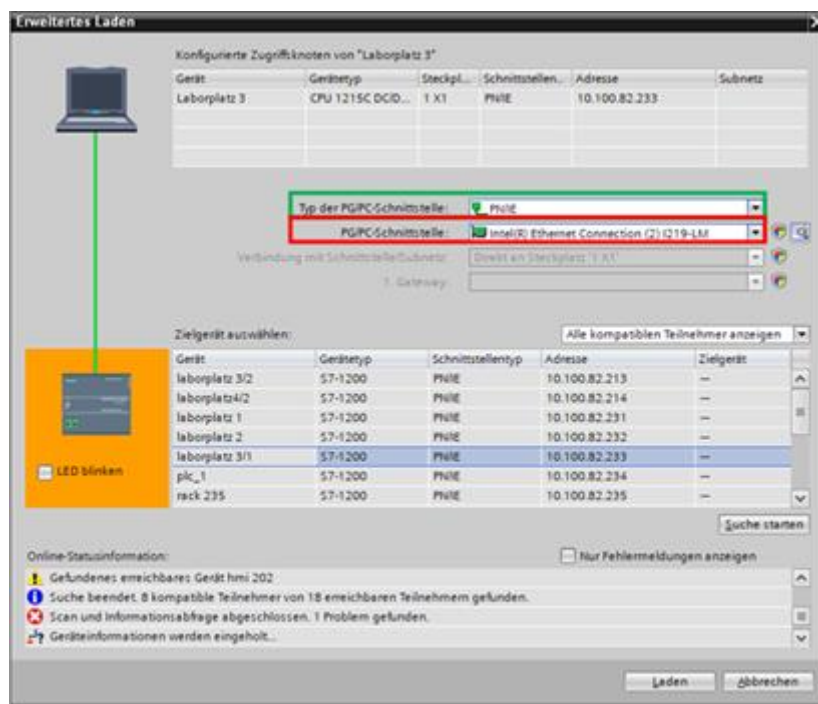 Erweitertes Laden
Konfigurierte Zugriffsknoten von "Laborplatz 3"
Gerät Gerätetyp Steckpl... Schnittstellen... Adresse Subnetz
Laborplatz 3 CPU 1215C DC/D... 1 X1 PN/IE 10.100.82.233
Typ der PG/PC-Schnittstelle: PN/IE
PG/PC-Schnittstelle: Intel(R) Ethernet Connection (2) I219-LM
Verbindung mit Schnittstelle/Subnetz: Direkt an Steckplatz '1 X1'
1. Gateway:
Zielgerät auswählen: Alle kompatiblen Teilnehmer anzeigen
Gerät Gerätetyp Schnittstellentyp Adresse Zielgerät
laborplatz 3/2 S7-1200 PN/IE 10.100.82.213 —
laborplatz4/2 S7-1200 PN/IE 10.100.82.214 —
laborplatz 1 S7-1200 PN/IE 10.100.82.231 —
laborplatz 2 S7-1200 PN/IE 10.100.82.232 —
laborplatz 3/1 S7-1200 PN/IE 10.100.82.233 —
plc_1 S7-1200 PN/IE 10.100.82.234 —
rack 235 S7-1200 PN/IE 10.100.82.235 —
LED blinken
Suche starten
Online-Statusinformation: Nur Fehlermeldungen anzeigen
Gefundenes erreichbares Gerät hmi 202
Suche beendet. 8 kompatible Teilnehmer von 18 erreichbaren Teilnehmern gefunden.
Scan und Informationsabfrage abgeschlossen. 1 Problem gefunden.
Geräteinformationen werden eingeholt...
Laden Abbrechen